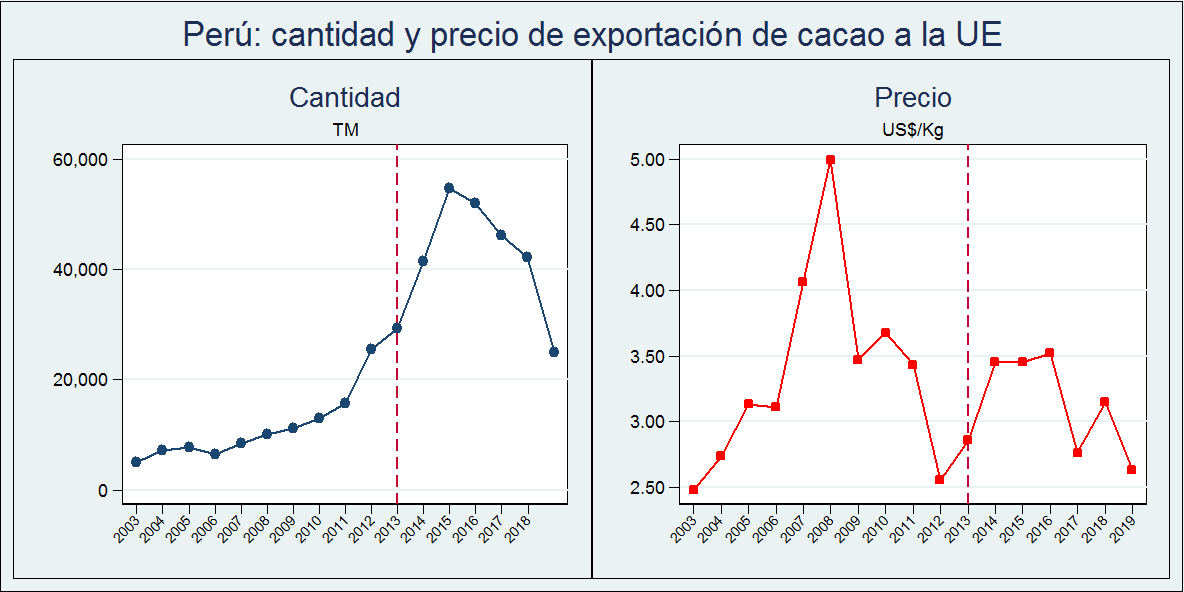 Perú: cantidad y precio de exportación de cacao a la UE
Cantidad
TM
60,000
40,000
20,000
0
2003 2004 2005 2006 2007 2008 2009 2010 2011 2012 2013 2014 2015 2016 2017 2018
Precio
US$/Kg
5.00
4.50
4.00
3.50
3.00
2.50
2003 2004 2005 2006 2007 2008 2009 2010 2011 2012 2013 2014 2015 2016 2017 2018 2019